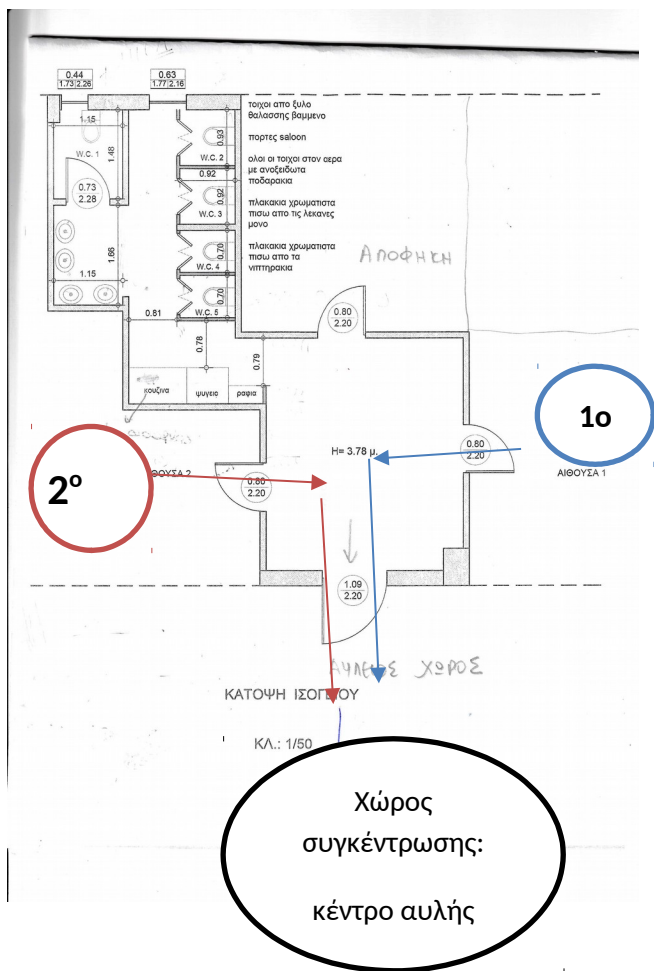 0.44
1.73 2.26
0.63
1.77 2.16
1.15
W.C. 1
1.48
0.73
2.28
1.66
1.15
0.81
W.C. 2
0.93
0.92
W.C. 3
0.92
W.C. 4
0.70
W.C. 5
0.70
0.78
0.79
τοιχοι απο ξυλο
θαλασσης βαμμενο
πορτες saloon
ολοι οι τοιχοι στον αερα
με ανοξειδωτα
ποδαρακια
πλακακια χρωματιστα
πισω απο τις λεκανες
μονο
πλακακια χρωματιστα
πισω απο τα
νιπτηρακια
ΑΠΟΘΗΚΗ
0.80
2.20
κουζινα
ψυγειο
ραφια
1ο
H= 3.78 μ.
0.80
2.20
ΑΙΘΟΥΣΑ 1
2º
ΘΟΥΣΑ 2
0.80
2.20
1.09
2.20
ΑΥΛΕΙΟΣ ΧΩΡΟΣ
ΚΑΤΟΨΗ ΙΣΟΓΕΙΟΥ
ΚΛ.: 1/50
Χώρος
συγκέντρωσης:
κέντρο αυλής